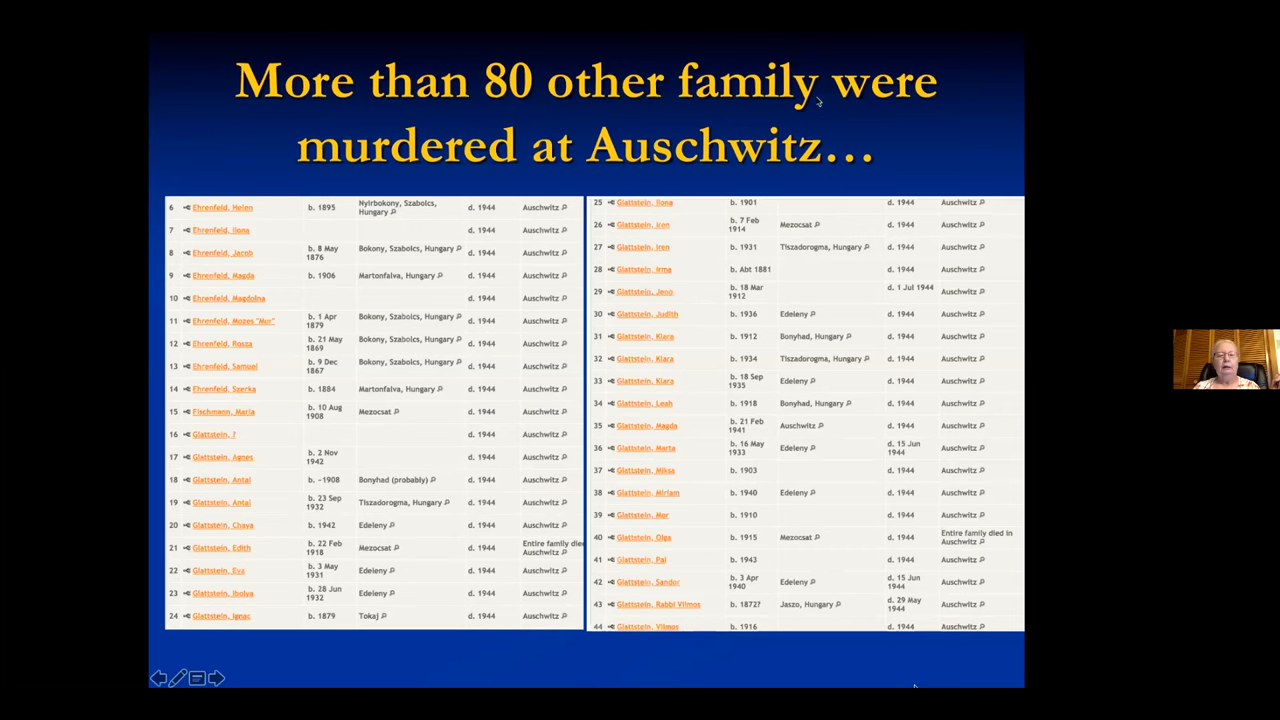 More than 80 other family were
murdered at Auschwitz…
6 Ehrenfeld, Helen b. 1895 Nyirbokony, Szabolcs, Hungary d. 1944 Auschwitz
7 Ehrenfeld, Ilona d. 1944 Auschwitz
8 Ehrenfeld, Jacob b. 8 May 1876 Bokony, Szabolcs, Hungary d. 1944 Auschwitz
9 Ehrenfeld, Magda b. 1906 Martonfalva, Hungary d. 1944 Auschwitz
10 Ehrenfeld, Magdolna d. 1944 Auschwitz
11 Ehrenfeld, Mozes "Mor" b. 1 Apr 1879 Bokony, Szabolcs, Hungary d. 1944 Auschwitz
12 Ehrenfeld, Rosza b. 21 May 1869 Bokony, Szabolcs, Hungary d. 1944 Auschwitz
13 Ehrenfeld, Samuel b. 9 Dec 1867 Bokony, Szabolcs, Hungary d. 1944 Auschwitz
14 Ehrenfeld, Szerka b. 1884 Martonfalva, Hungary d. 1944 Auschwitz
15 Fischmann, Maria b. 10 Aug 1908 Mezocsat d. 1944 Auschwitz
16 Glattstein, ? d. 1944 Auschwitz
17 Glattstein, Agnes b. 2 Nov 1942 d. 1944 Auschwitz
18 Glattstein, Antal b. ~1908 Bonyhad (probably) d. 1944 Auschwitz
19 Glattstein, Antal b. 23 Sep 1932 Tiszadorogma, Hungary d. 1944 Auschwitz
20 Glattstein, Chaya b. 1942 Edeleny d. 1944 Auschwitz
21 Glattstein, Edith b. 22 Feb 1918 Mezocsat d. 1944 Entire family died Auschwitz
22 Glattstein, Eva b. 3 May 1931 Edeleny d. 1944 Auschwitz
23 Glattstein, Ibolya b. 28 Jun 1932 Edeleny d. 1944 Auschwitz
24 Glattstein, Ignac b. 1879 Tokaj d. 1944 Auschwitz
25 Glattstein, Ilona b. 1901 d. 1944 Auschwitz
26 Glattstein, Iren b. 7 Feb 1914 Mezocsat d. 1944 Auschwitz
27 Glattstein, Iren b. 1931 Tiszadorogma, Hungary d. 1944 Auschwitz
28 Glattstein, Irma b. Abt 1881 d. 1944 Auschwitz
29 Glattstein, Jeno b. 18 Mar 1912 d. 1 Jul 1944 Auschwitz
30 Glattstein, Judith b. 1936 Edeleny d. 1944 Auschwitz
31 Glattstein, Klara b. 1912 Bonyhad, Hungary d. 1944 Auschwitz
32 Glattstein, Klara b. 1934 Tiszadorogma, Hungary d. 1944 Auschwitz
33 Glattstein, Klara b. 18 Sep 1935 Edeleny d. 1944 Auschwitz
34 Glattstein, Leah b. 1918 Bonyhad, Hungary d. 1944 Auschwitz
35 Glattstein, Magda b. 21 Feb 1941 Auschwitz d. 1944 Auschwitz
36 Glattstein, Marta b. 16 May 1933 Edeleny d. 15 Jun 1944 Auschwitz
37 Glattstein, Miksa b. 1903 d. 1944 Auschwitz
38 Glattstein, Miriam b. 1940 Edeleny d. 1944 Auschwitz
39 Glattstein, Mor b. 1910 d. 1944 Auschwitz
40 Glattstein, Olga b. 1915 Mezocsat d. 1944 Entire family died in Auschwitz
41 Glattstein, Pal b. 1943 d. 1944 Auschwitz
42 Glattstein, Sandor b. 3 Apr 1940 Edeleny d. 15 Jun 1944 Auschwitz
43 Glattstein, Rabbi Vilmos b. 1872? Jaszo, Hungary d. 29 May 1944 Auschwitz
44 Glattstein, Vilmos b. 1916 d. 1944 Auschwitz